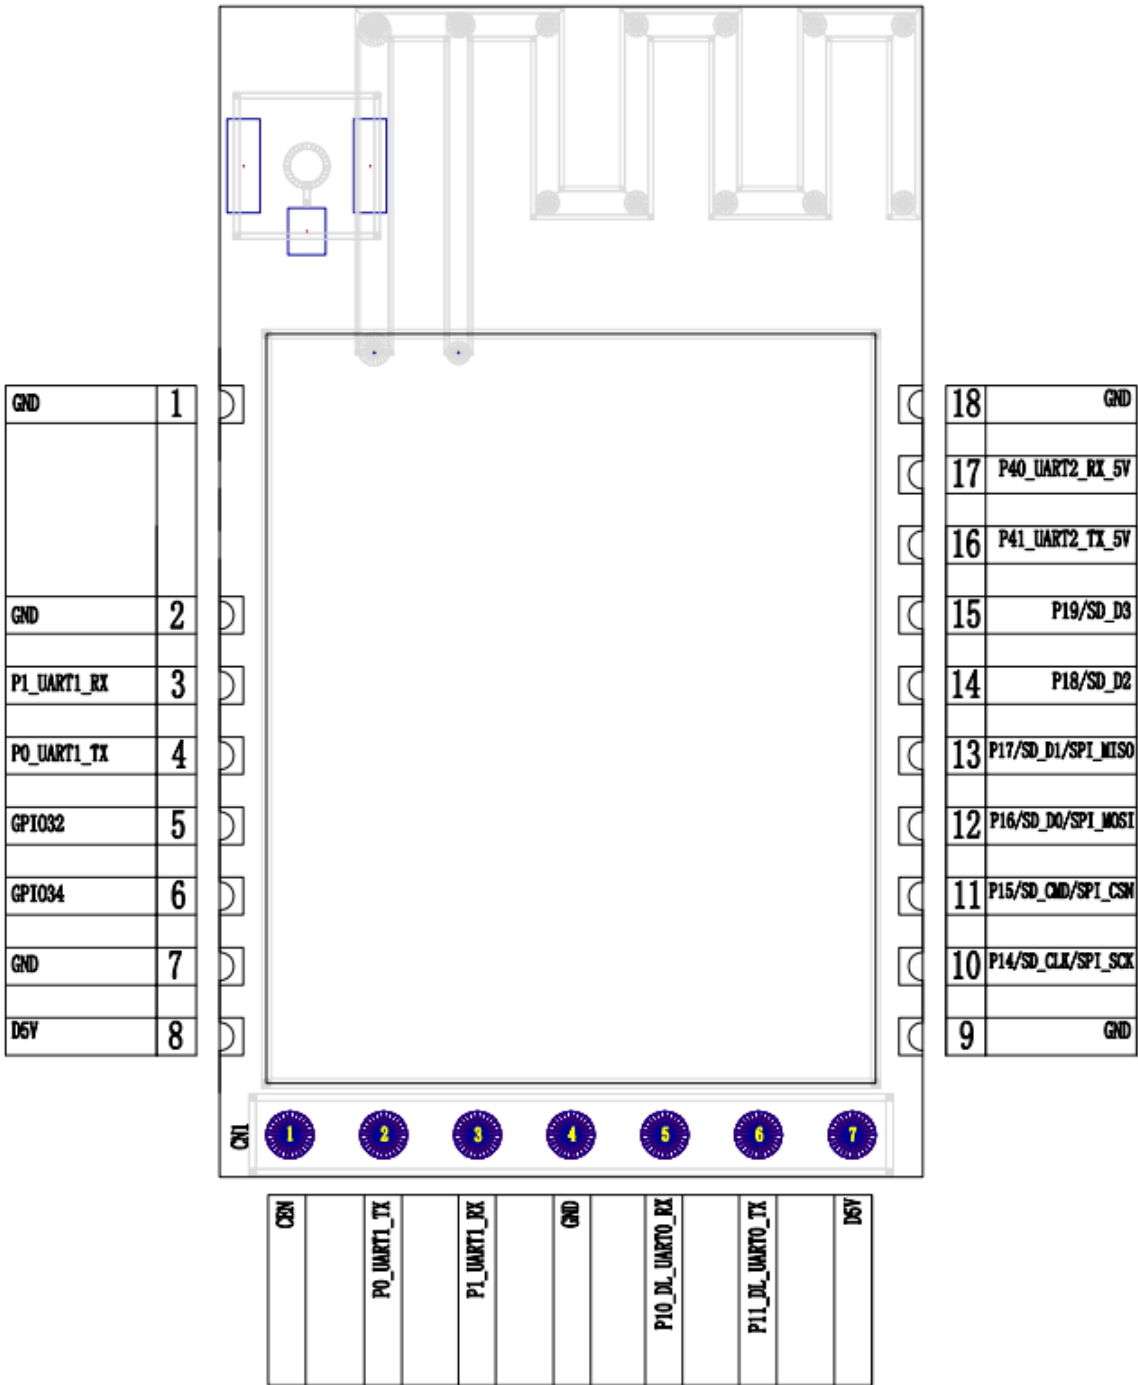 GND 1
GND 2
P1_UART1_RX 3
P0_UART1_TX 4
GPIO32 5
GPIO34 6
GND 7
D5V 8
18 GND
17 P40_UART2_RX_5V
16 P41_UART2_TX_5V
15 P19/SD_D3
14 P18/SD_D2
13 P17/SD_D1/SPI_MISO
12 P16/SD_D0/SPI_MOSI
11 P15/SD_CMD/SPI_CSN
10 P14/SD_CLK/SPI_SCK
9 GND
CN1
1 2 3 4 5 6 7
CEN
P0_UART1_TX
P1_UART1_RX
GND
P10_DL_UART0_RX
P11_DL_UART0_TX
D5V